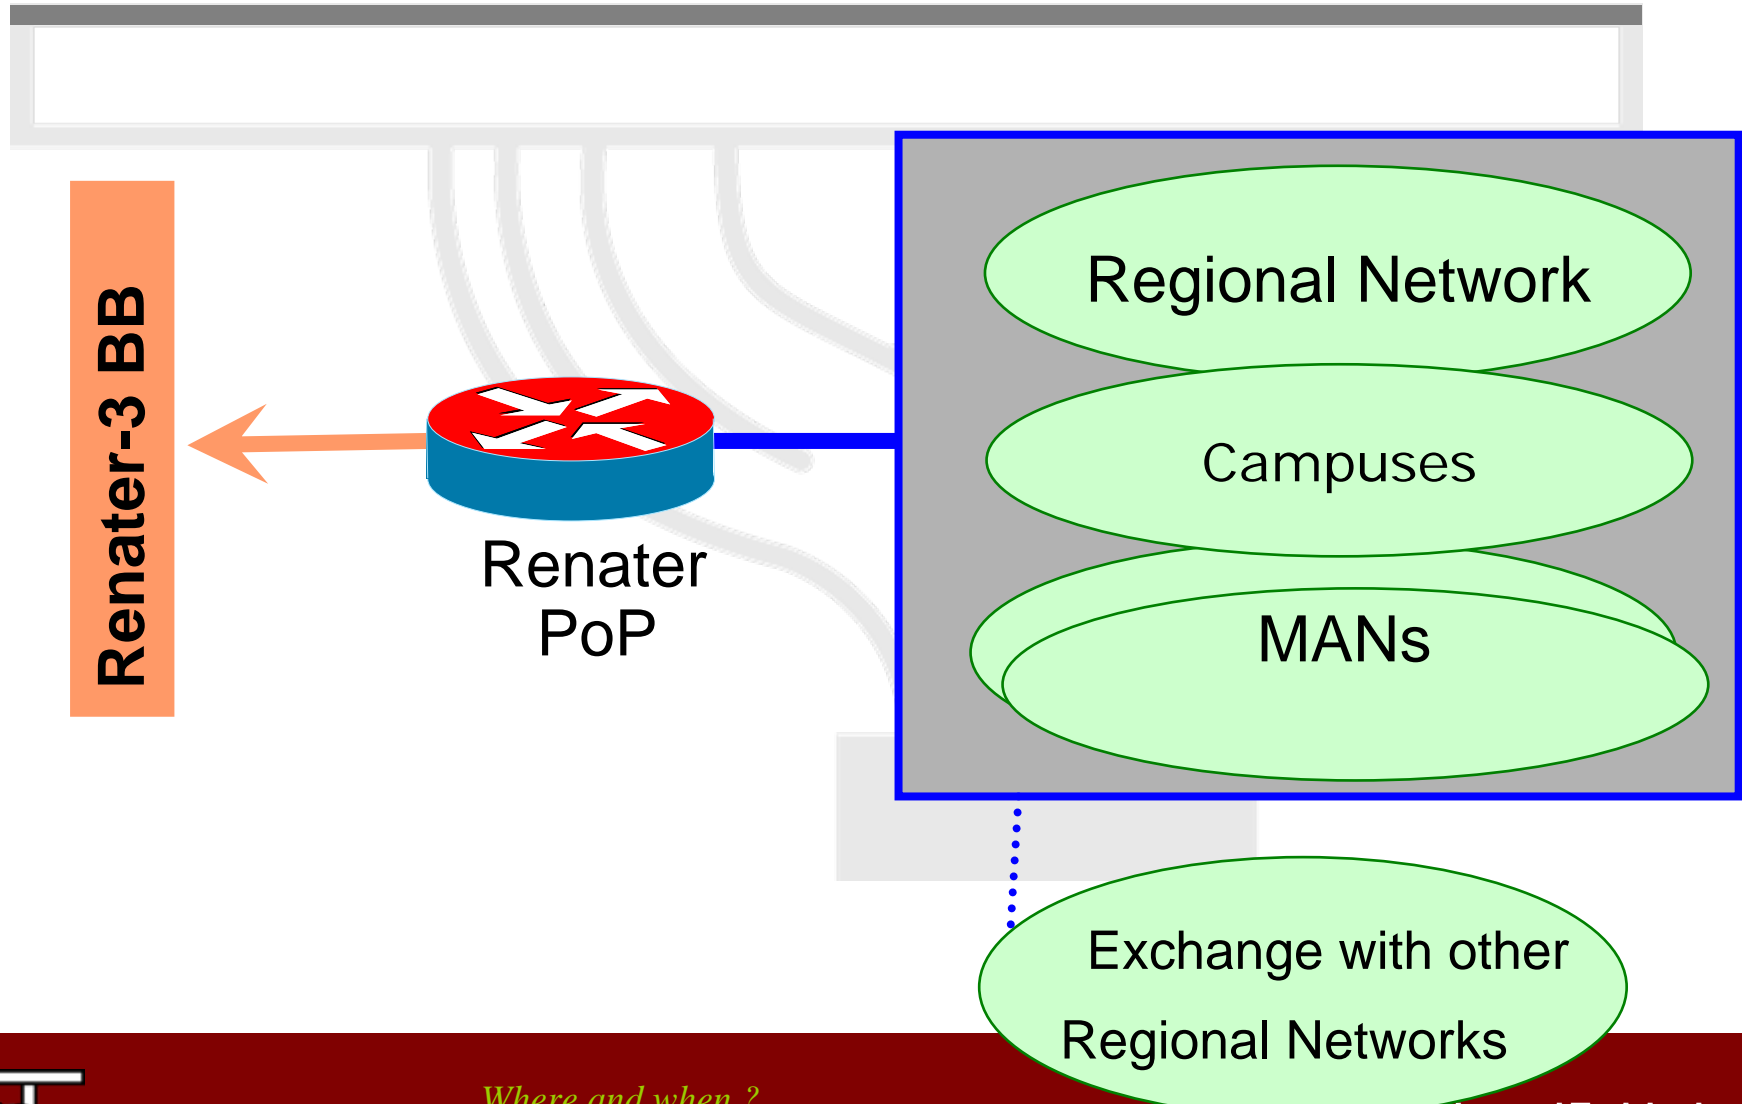 Renater-3 BB
Renater
PoP
Regional Network
Campuses
MANs
Exchange with other
Regional Networks
Where and when ?